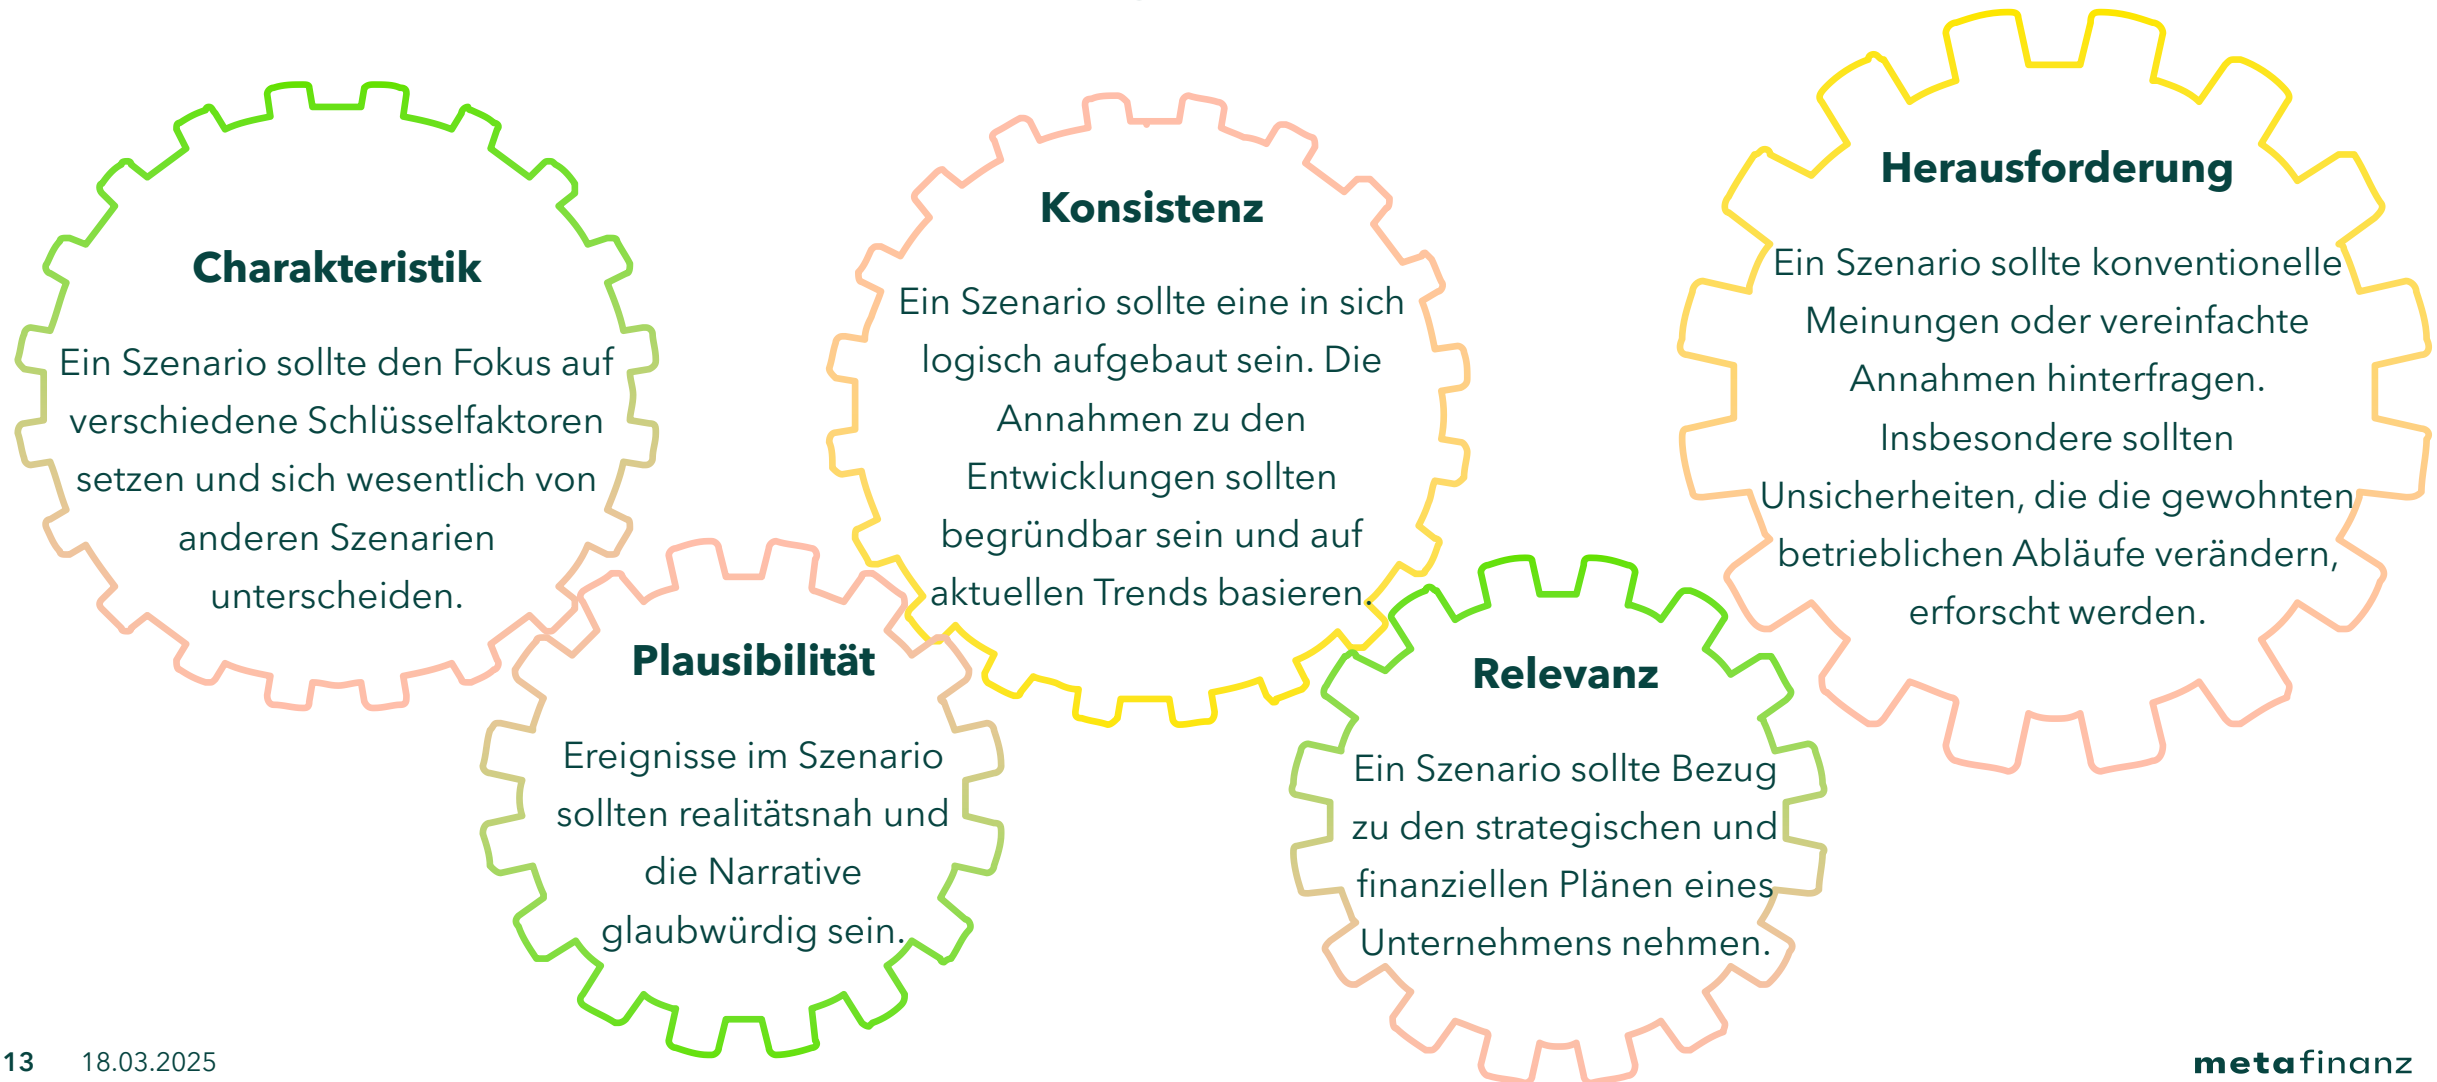 Charakteristik
Ein Szenario sollte den Fokus auf
verschiedene Schlüsselfaktoren
setzen und sich wesentlich von
anderen Szenarien
unterscheiden.
Plausibilität
Ereignisse im Szenario
sollten realitätsnah und
die Narrative
glaubwürdig sein.
Konsistenz
Ein Szenario sollte eine in sich
logisch aufgebaut sein. Die
Annahmen zu den
Entwicklungen sollten
begründbar sein und auf
aktuellen Trends basieren.
Relevanz
Ein Szenario sollte Bezug
zu den strategischen und
finanziellen Plänen eines
Unternehmens nehmen.
Herausforderung
Ein Szenario sollte konventionelle
Meinungen oder vereinfachte
Annahmen hinterfragen.
Insbesondere sollten
Unsicherheiten, die die gewohnten
betrieblichen Abläufe verändern,
erforscht werden.
13 18.03.2025
metafinanz